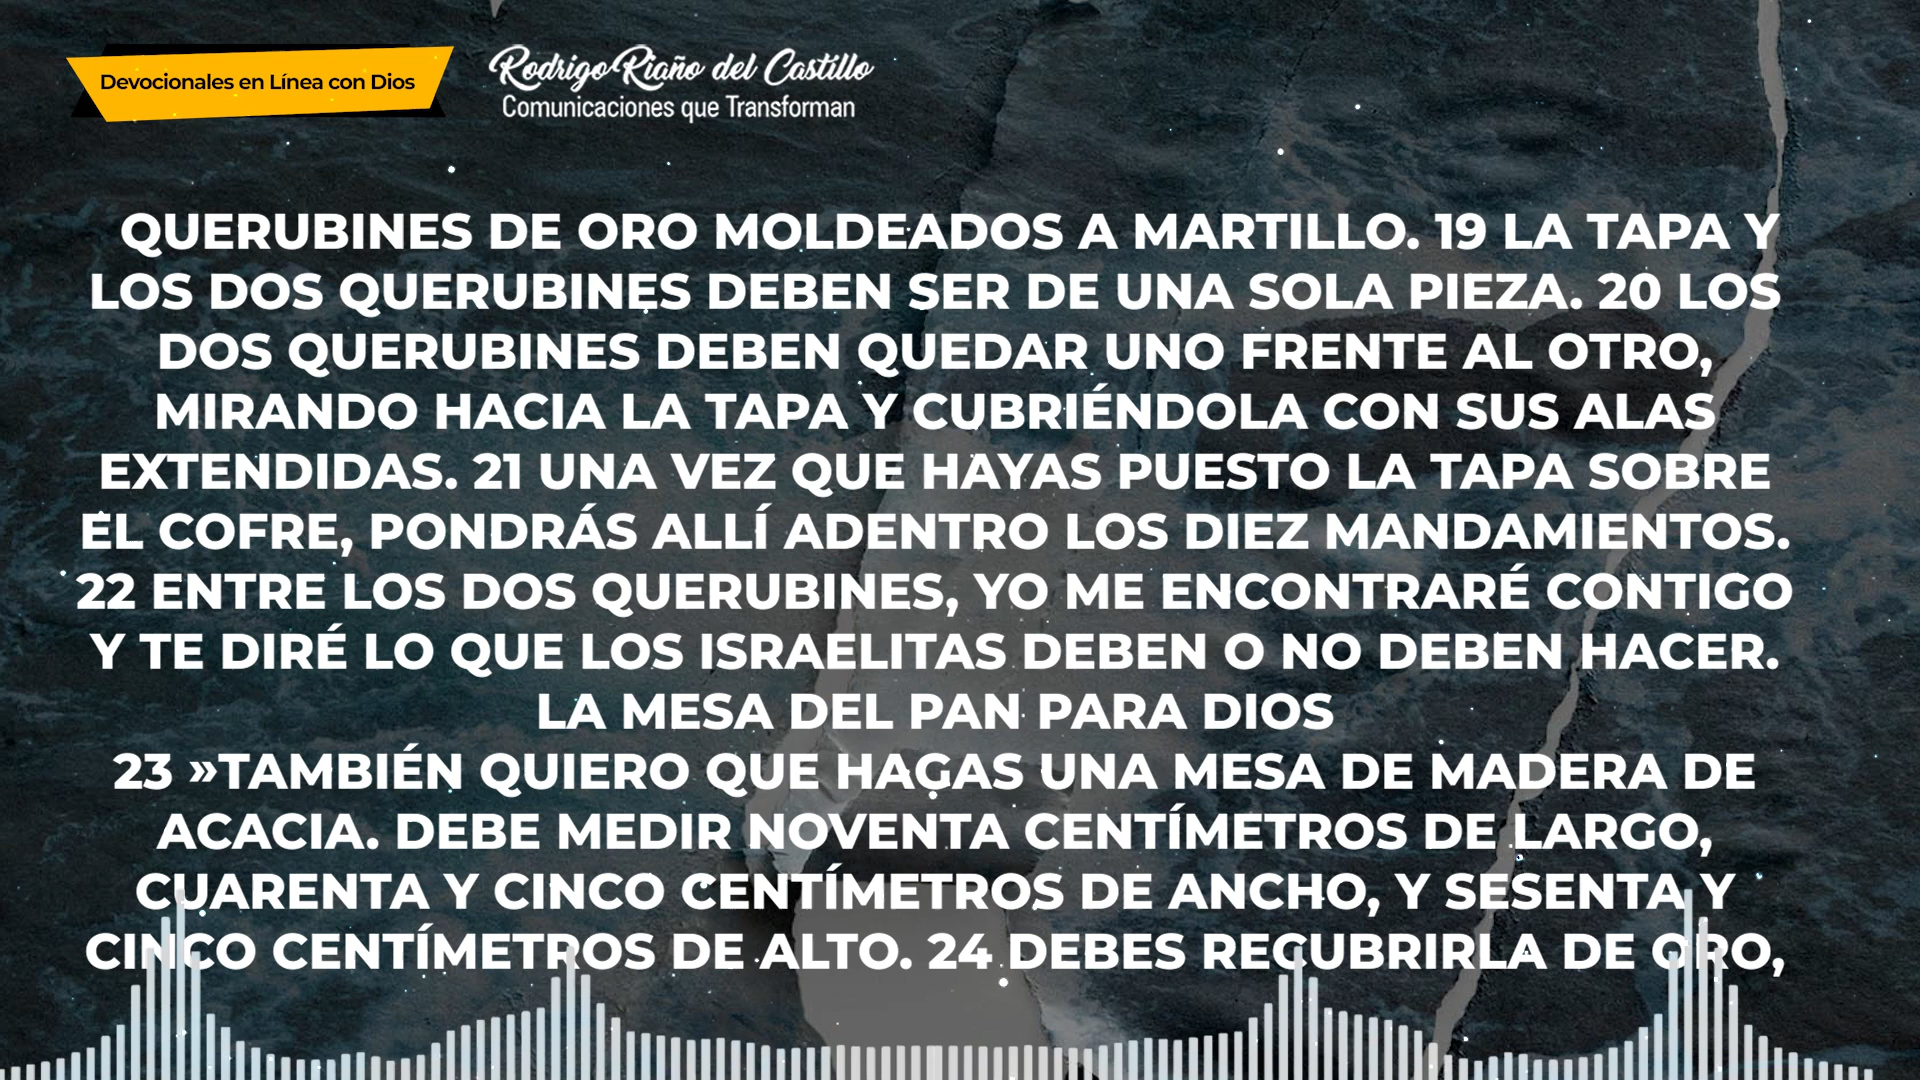 Devocionales en Línea con Dios
Rodrigo Riaño del Castillo
Comunicaciones que Transforman
QUERUBINES DE ORO MOLDEADOS A MARTILLO. 19 LA TAPA Y
LOS DOS QUERUBINES DEBEN SER DE UNA SOLA PIEZA. 20 LOS
DOS QUERUBINES DEBEN QUEDAR UNO FRENTE AL OTRO,
MIRANDO HACIA LA TAPA Y CUBRIÉNDOLA CON SUS ALAS
EXTENDIDAS. 21 UNA VEZ QUE HAYAS PUESTO LA TAPA SOBRE
EL COFRE, PONDRÁS ALLÍ ADENTRO LOS DIEZ MANDAMIENTOS.
22 ENTRE LOS DOS QUERUBINES, YO ME ENCONTRARÉ CONTIGO
Y TE DIRÉ LO QUE LOS ISRAELITAS DEBEN O NO DEBEN HACER.
LA MESA DEL PAN PARA DIOS
23 »TAMBIÉN QUIERO QUE HAGAS UNA MESA DE MADERA DE
ACACIA. DEBE MEDIR NOVENTA CENTÍMETROS DE LARGO,
CUARENTA Y CINCO CENTÍMETROS DE ANCHO, Y SESENTA Y
CINCO CENTÍMETROS DE ALTO. 24 DEBES RECUBRIRLA DE ORO,